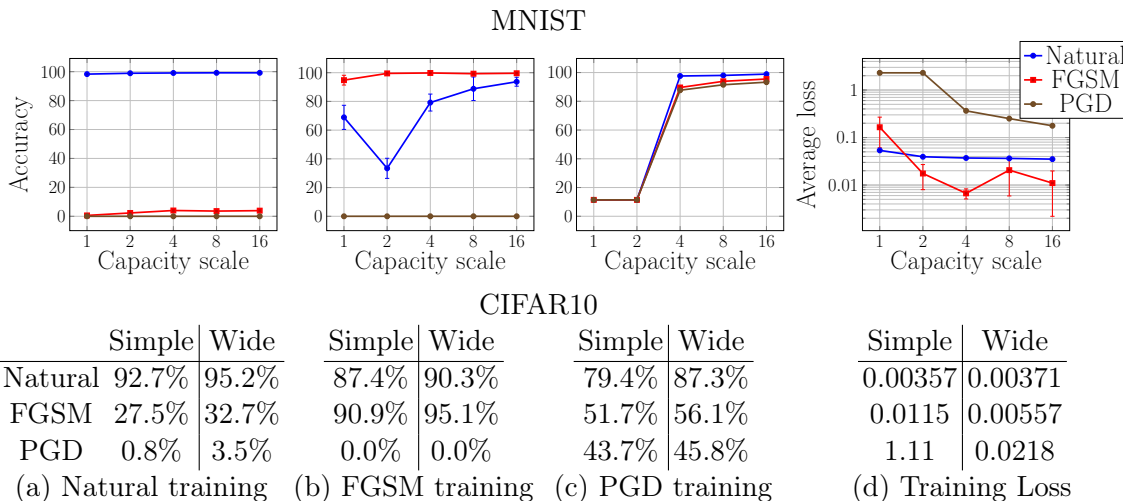 MNIST
Natural
FGSM
PGD
Accuracy
100
80
60
40
20
0
1 2 4 8 16
Capacity scale
100
80
60
40
20
0
1 2 4 8 16
Capacity scale
100
80
60
40
20
0
1 2 4 8 16
Capacity scale
Average loss
1
0.1
0.01
1 2 4 8 16
Capacity scale
CIFAR10
Simple Wide Simple Wide Simple Wide Simple Wide
Natural 92.7% 95.2% 87.4% 90.3% 79.4% 87.3% 0.00357 0.00371
FGSM 27.5% 32.7% 90.9% 95.1% 51.7% 56.1% 0.0115 0.00557
PGD 0.8% 3.5% 0.0% 0.0% 43.7% 45.8% 1.11 0.0218
(a) Natural training (b) FGSM training (c) PGD training (d) Training Loss